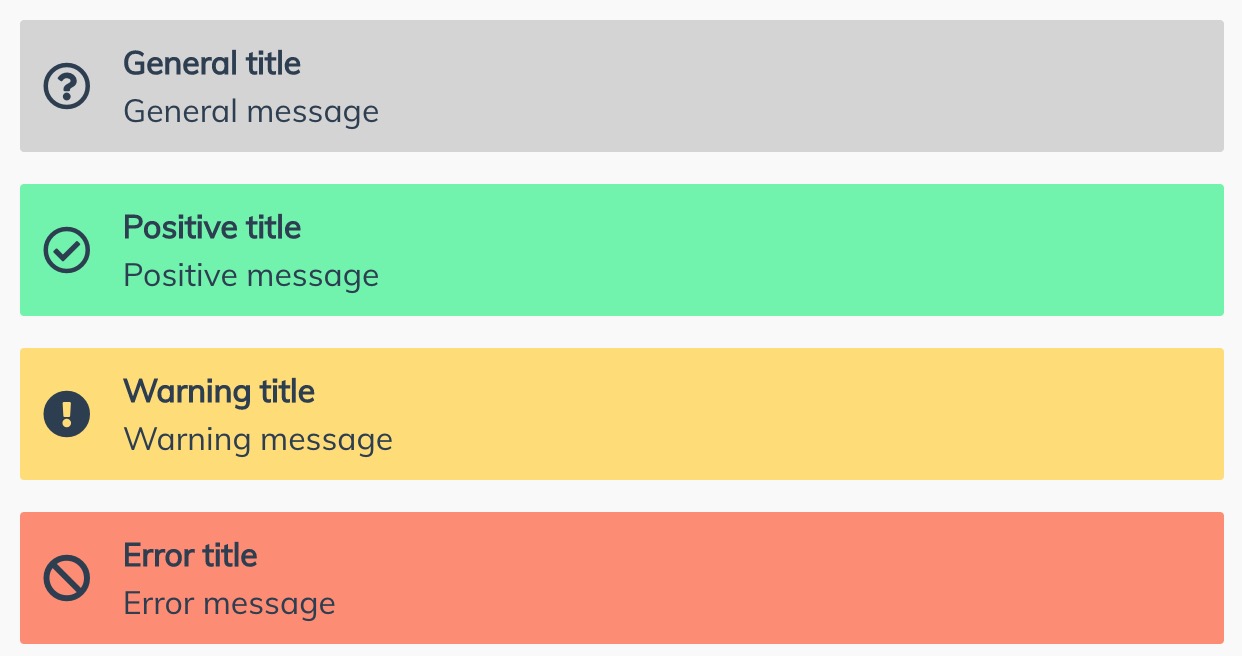 General title
General message
Positive title
Positive message
Warning title
Warning message
Error title
Error message